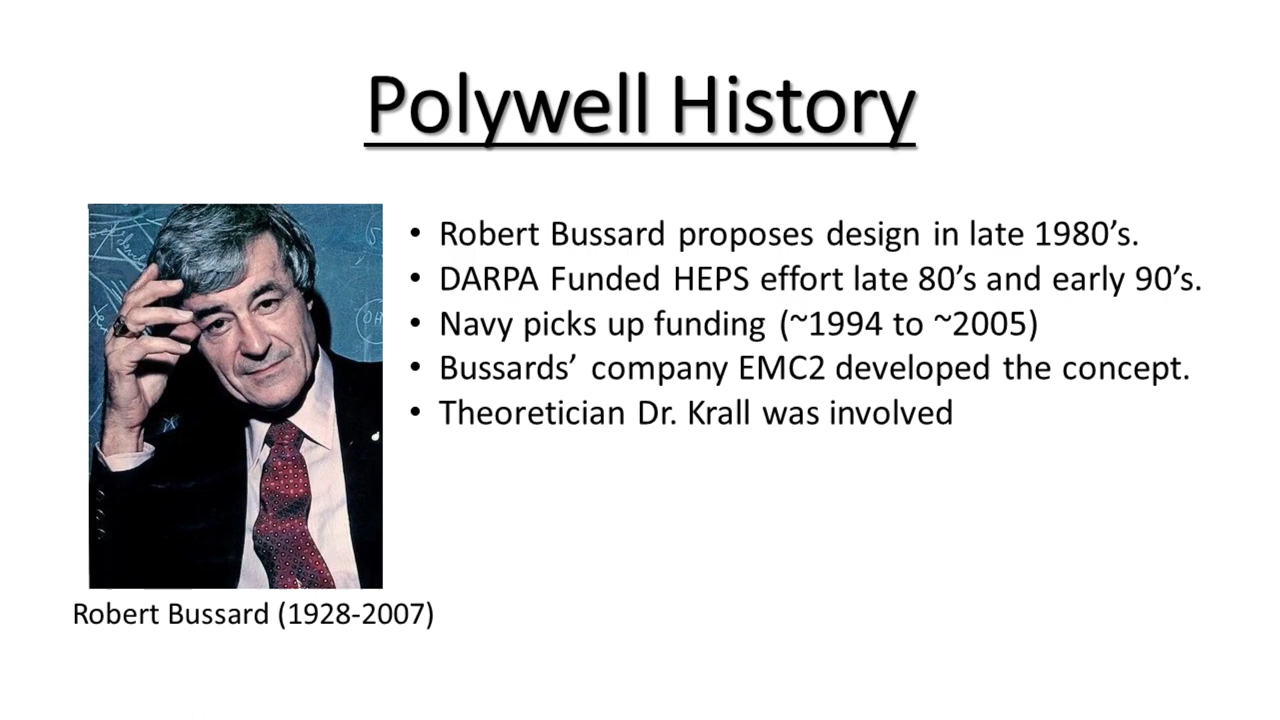 Polywell History
• Robert Bussard proposes design in late 1980’s.
• DARPA Funded HEPS effort late 80’s and early 90’s.
• Navy picks up funding (~1994 to ~2005)
• Bussards’ company EMC2 developed the concept.
• Theoretician Dr. Krall was involved
Robert Bussard (1928-2007)